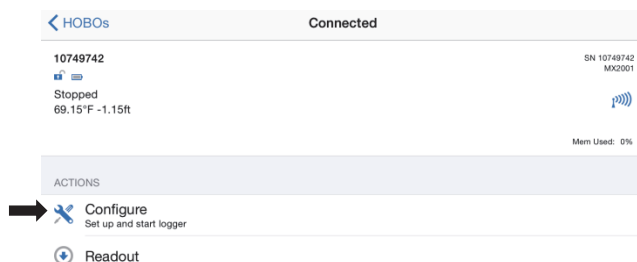 HOBOs
Connected
10749742
SN 10749742
MX2001
Stopped
69.15°F -1.15ft
Mem Used: 0%
ACTIONS
Configure
Set up and start logger
Readout